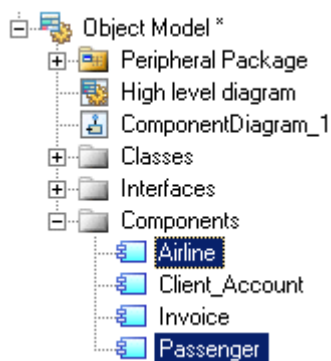 Object Model *
Peripheral Package
High level diagram
ComponentDiagram_1
Classes
Interfaces
Components
Airline
Client_Account
Invoice
Passenger